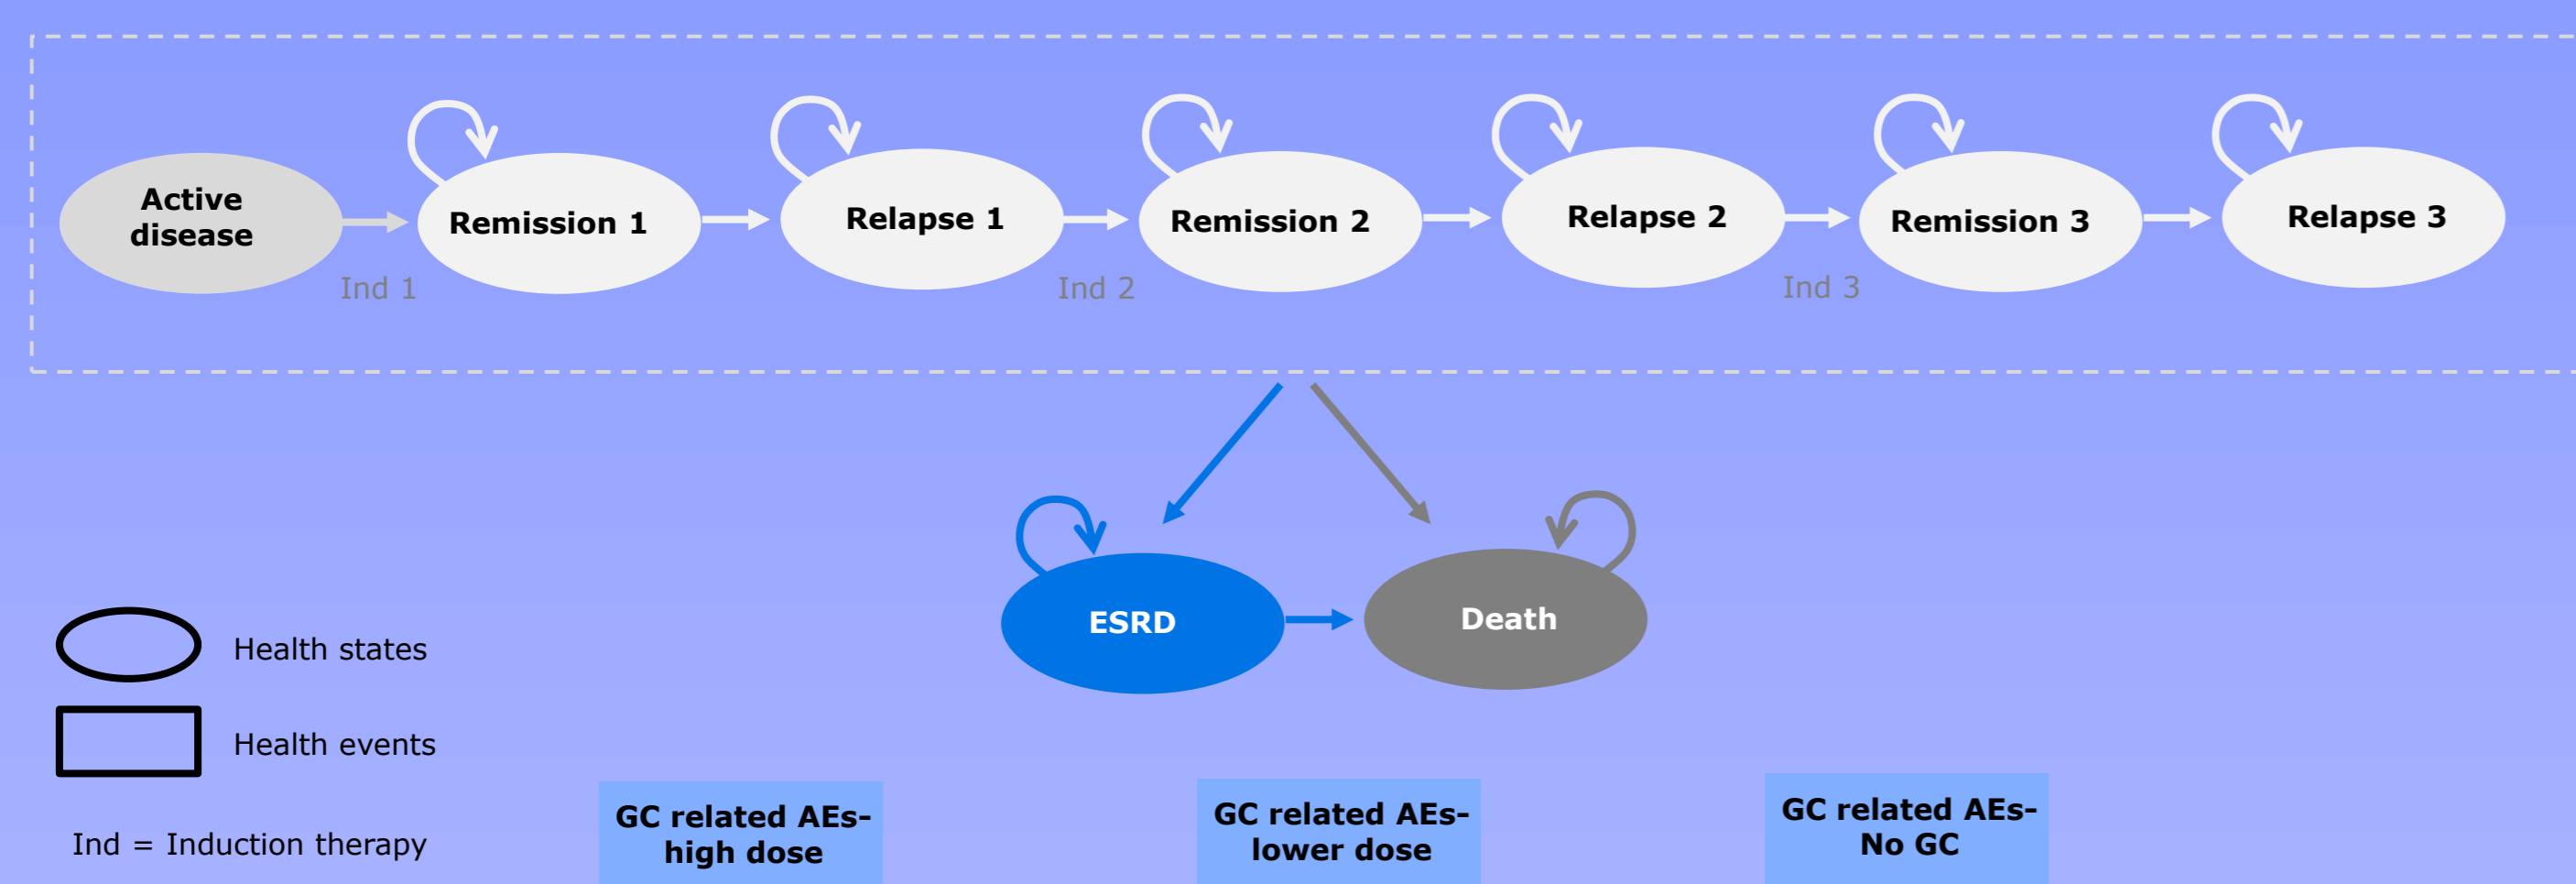 Active
disease
Remission 1
Relapse 1
Remission 2
Relapse 2
Remission 3
Relapse 3
Ind 1
Ind 2
Ind 3
ESRD
Death
Health states
Health events
Ind = Induction therapy
GC related AEs-
high dose
GC related AEs-
lower dose
GC related AEs-
No GC